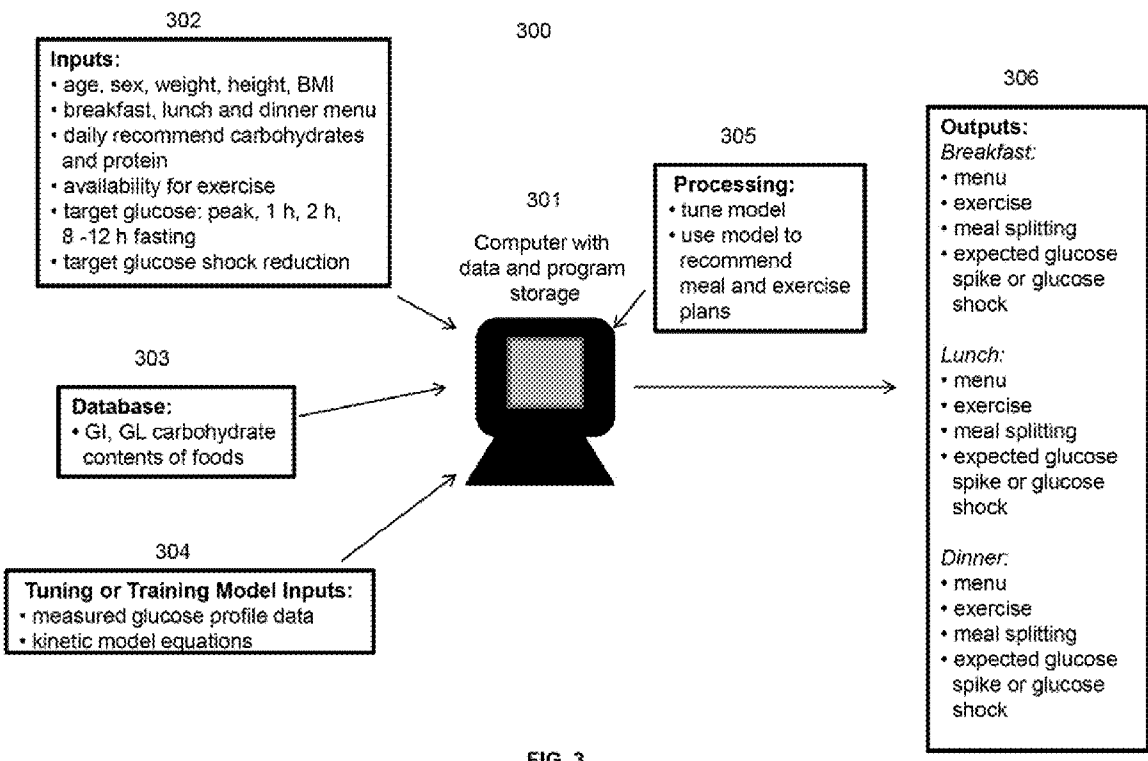 302
300
Inputs:
• age, sex, weight, height, BMI
• breakfast, lunch and dinner menu
• daily recommend carbohydrates
and protein
• availability for exercise
• target glucose: peak, 1 h, 2 h,
8 -12 h fasting
• target glucose shock reduction
303
Database:
• GI, GL carbohydrate
contents of foods
304
Tuning or Training Model Inputs:
• measured glucose profile data
• kinetic model equations
301
Computer with
data and program
storage
305
Processing:
• tune model
• use model to
recommend
meal and exercise
plans
306
Outputs:
Breakfast:
• menu
• exercise
• meal splitting
• expected glucose
spike or glucose
shock
Lunch:
• menu
• exercise
• meal splitting
• expected glucose
spike or glucose
shock
Dinner:
• menu
• exercise
• meal splitting
• expected glucose
spike or glucose
shock
FIG. 3